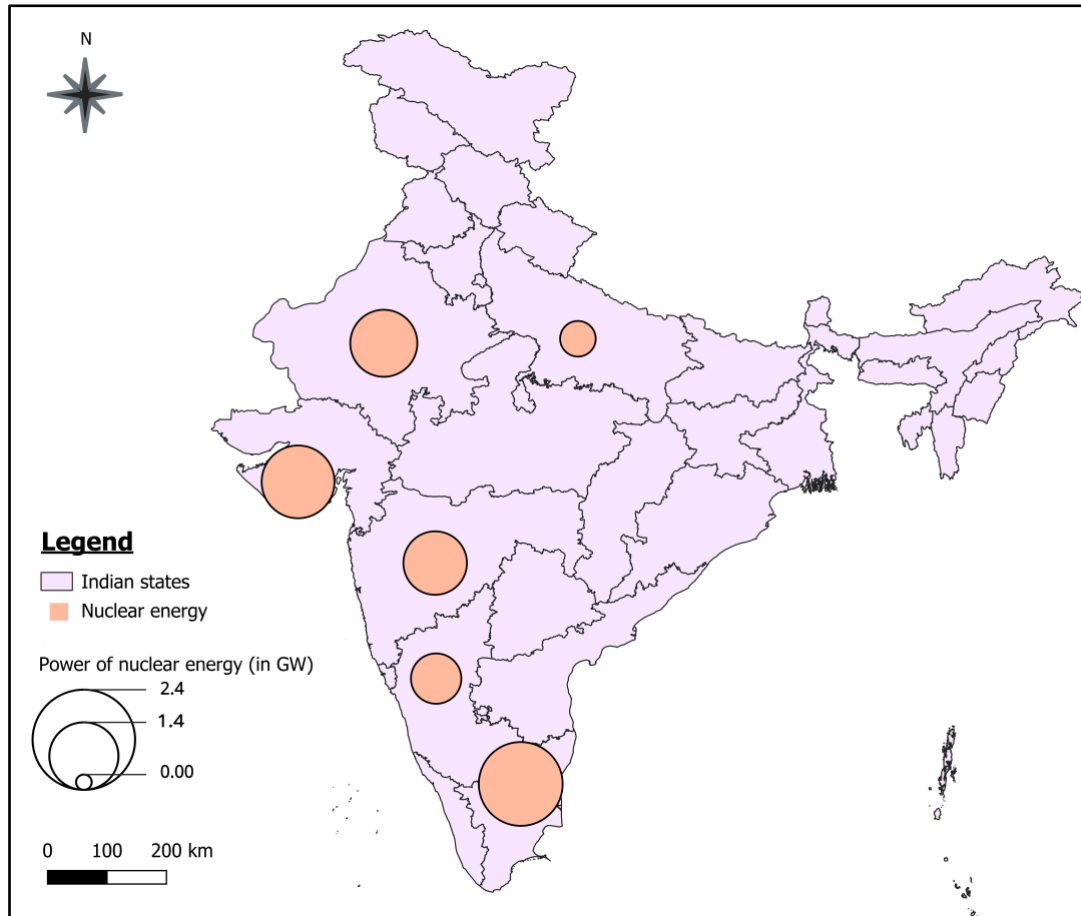 N
Legend
Indian states
Nuclear energy
Power of nuclear energy (in GW)
2.4
1.4
0.00
0 100 200 km